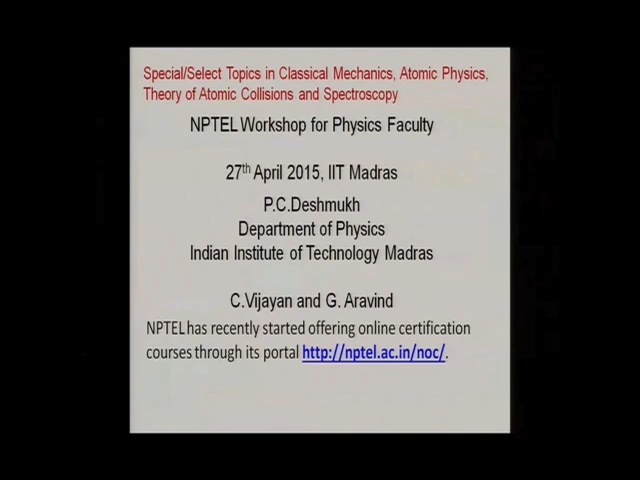 Special/Select Topics in Classical Mechanics, Atomic Physics,
Theory of Atomic Collisions and Spectroscopy
NPTEL Workshop for Physics Faculty
27th April 2015, IIT Madras
P.C.Deshmukh
Department of Physics
Indian Institute of Technology Madras
C.Vijayan and G. Aravind
NPTEL has recently started offering online certification
courses through its portal http://nptel.ac.in/noc/.